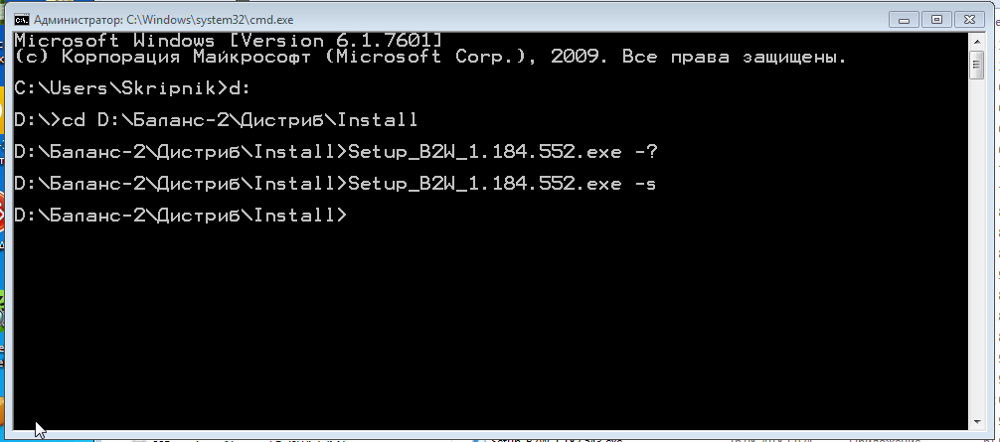 Администратор: C:\Windows\system32\cmd.exe
Microsoft Windows [Version 6.1.7601]
(c) Корпорация Майкрософт (Microsoft Corp.), 2009. Все права защищены.
C:\Users\Skripnik>d:
D:\>cd D:\Баланс-2\Дистриб\Install
D:\Баланс-2\Дистриб\Install>Setup_B2W_1.184.552.exe -?
D:\Баланс-2\Дистриб\Install>Setup_B2W_1.184.552.exe -s
D:\Баланс-2\Дистриб\Install>